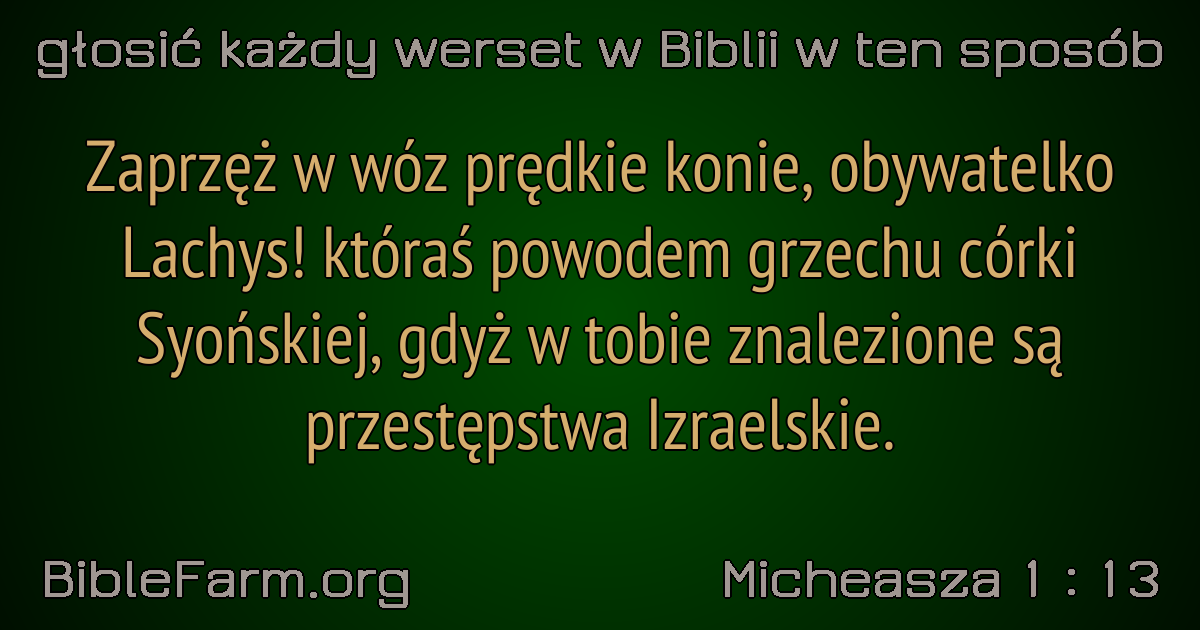 głosić każdy werset w Biblii w ten sposób
Zaprzęż w wóz prędkie konie, obywatelko
Lachys! któraś powodem grzechu córki
Syońskiej, gdyż w tobie znalezione są
przestępstwa Izraelskie.
BibleFarm.org
Micheasza 1 : 13